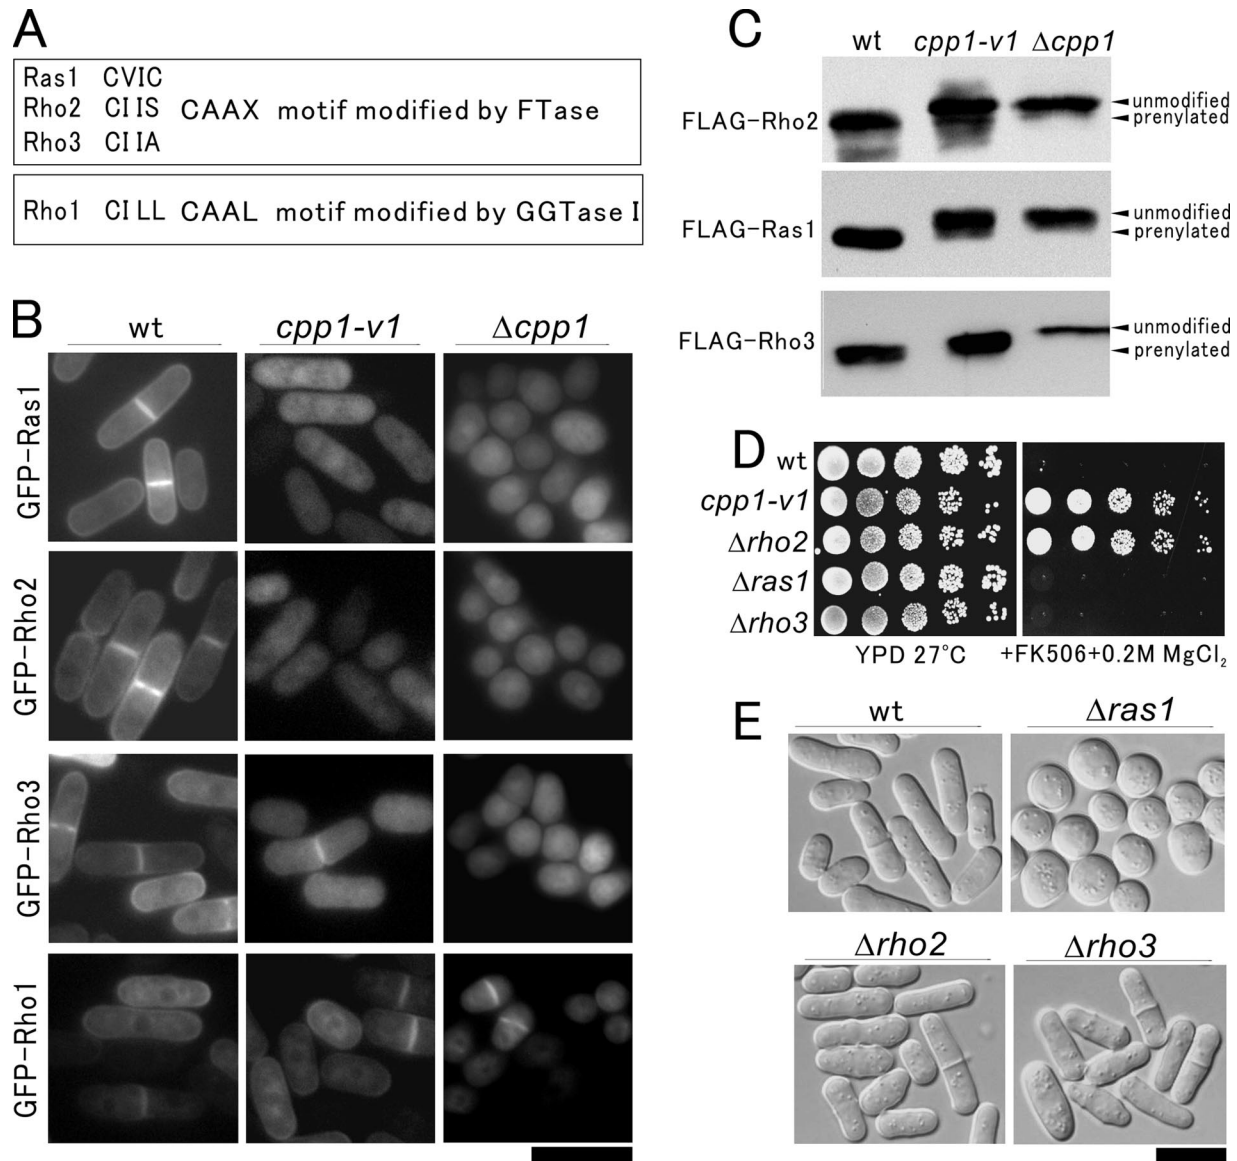 A
Ras1 CVIC
Rho2 CIIS CAAX motif modified by FTase
Rho3 CIIA
Rho1 CILL CAAL motif modified by GGTase I
B
wt cpp1-v1 Δcpp1
GFP-Ras1
GFP-Rho2
GFP-Rho3
GFP-Rho1
C
wt cpp1-v1 Δcpp1
FLAG-Rho2
unmodified
prenylated
FLAG-Ras1
unmodified
prenylated
FLAG-Rho3
unmodified
prenylated
D
wt
cpp1-v1
Δrho2
Δras1
Δrho3
YPD 27°C +FK506+0.2M MgCl₂
E
wt Δras1
Δrho2 Δrho3